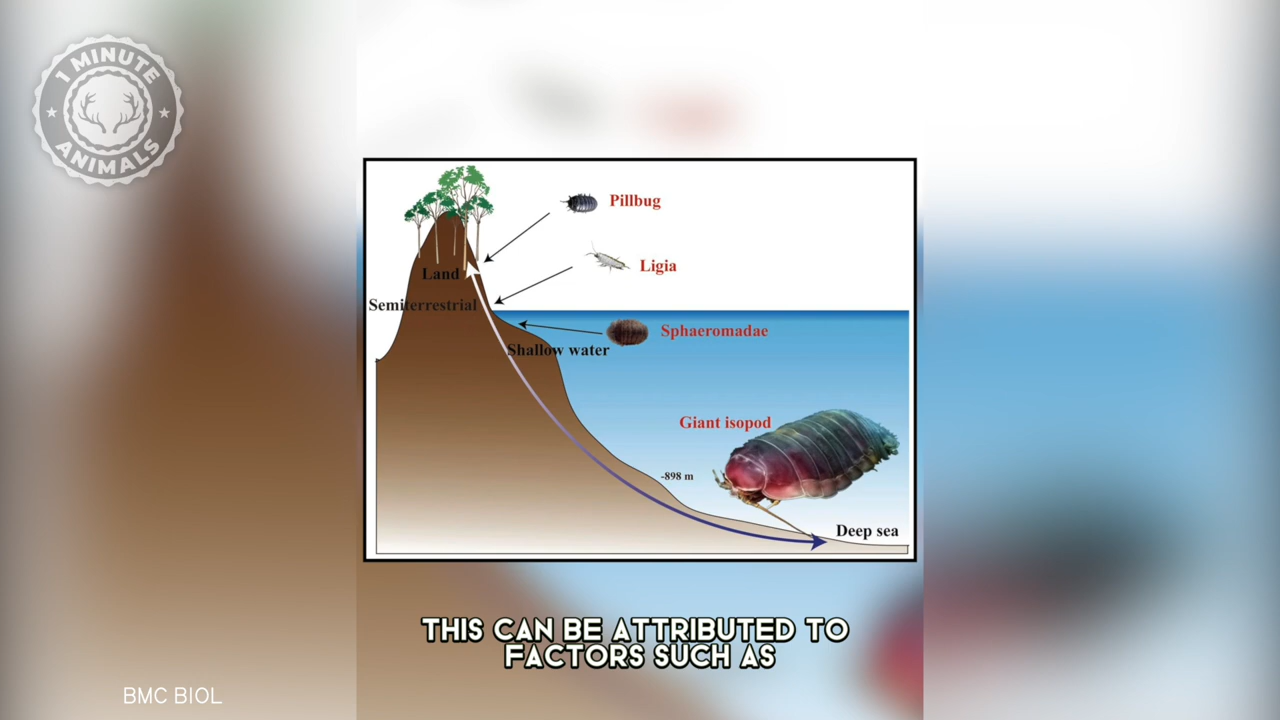 1 MINUTE
ANIMALS
Pillbug
Ligia
Land
Semiterrestrial
Sphaeromadae
Shallow water
Giant isopod
-898 m
Deep sea
THIS CAN BE ATTRIBUTED TO
FACTORS SUCH AS
BMC BIOL